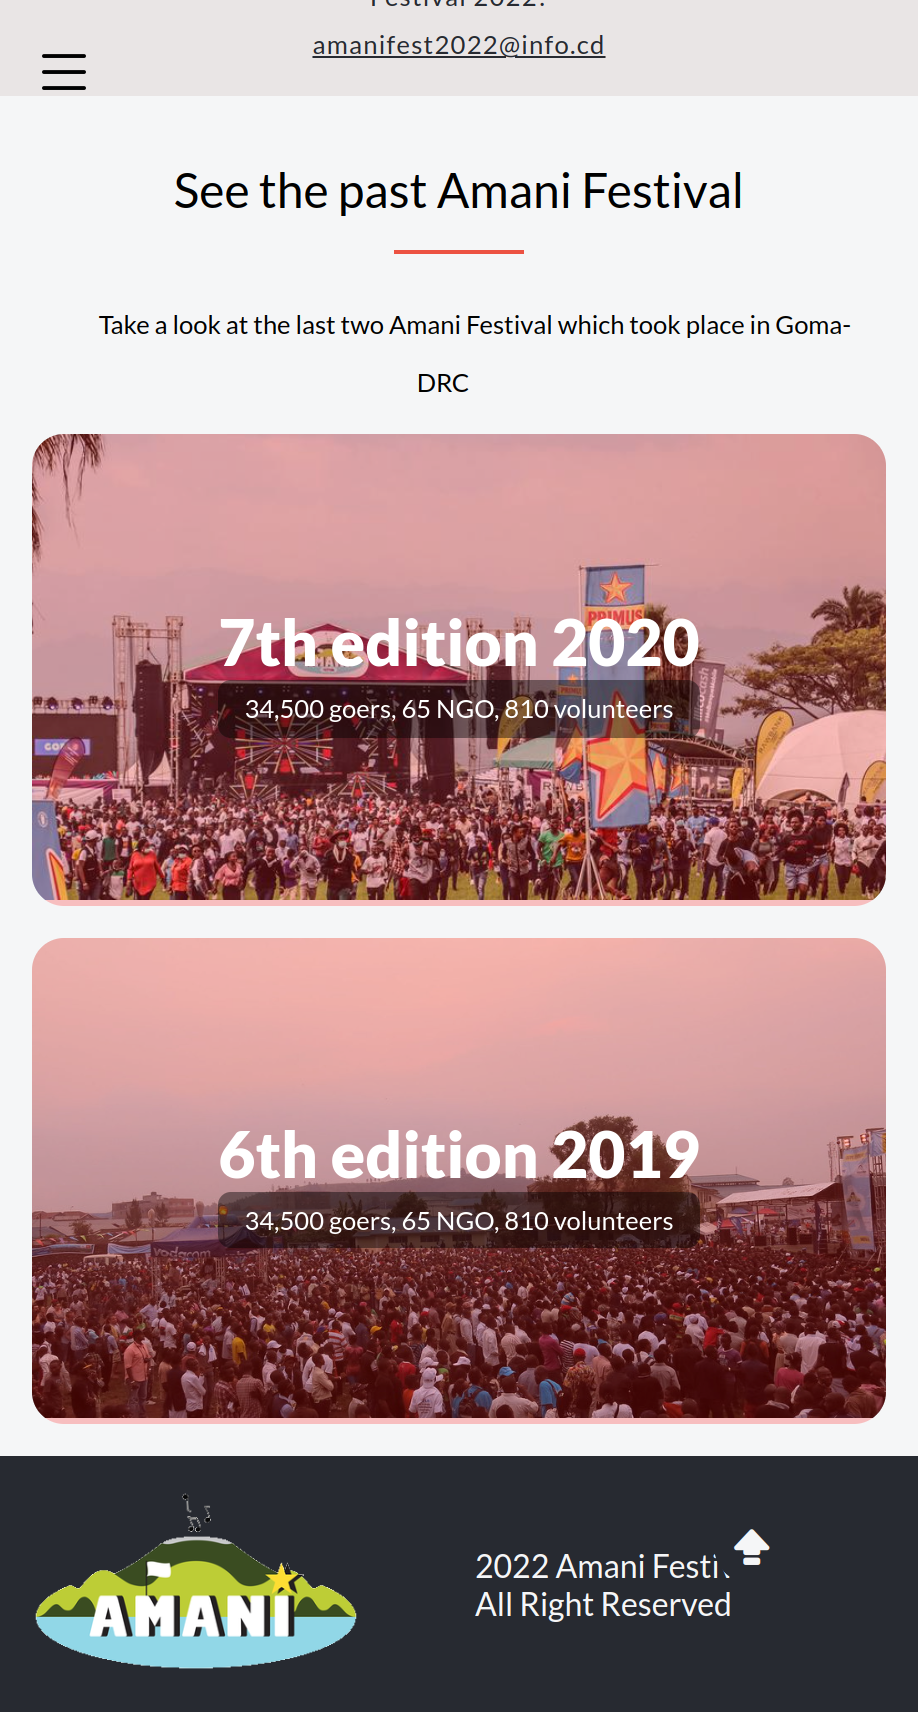 amanifest2022@info.cd
See the past Amani Festival
Take a look at the last two Amani Festival which took place in Goma-
DRC
PRIMUS
7th edition 2020
34,500 goers, 65 NGO, 810 volunteers
6th edition 2019
34,500 goers, 65 NGO, 810 volunteers
AMANI
2022 Amani Festi
All Right Reserved